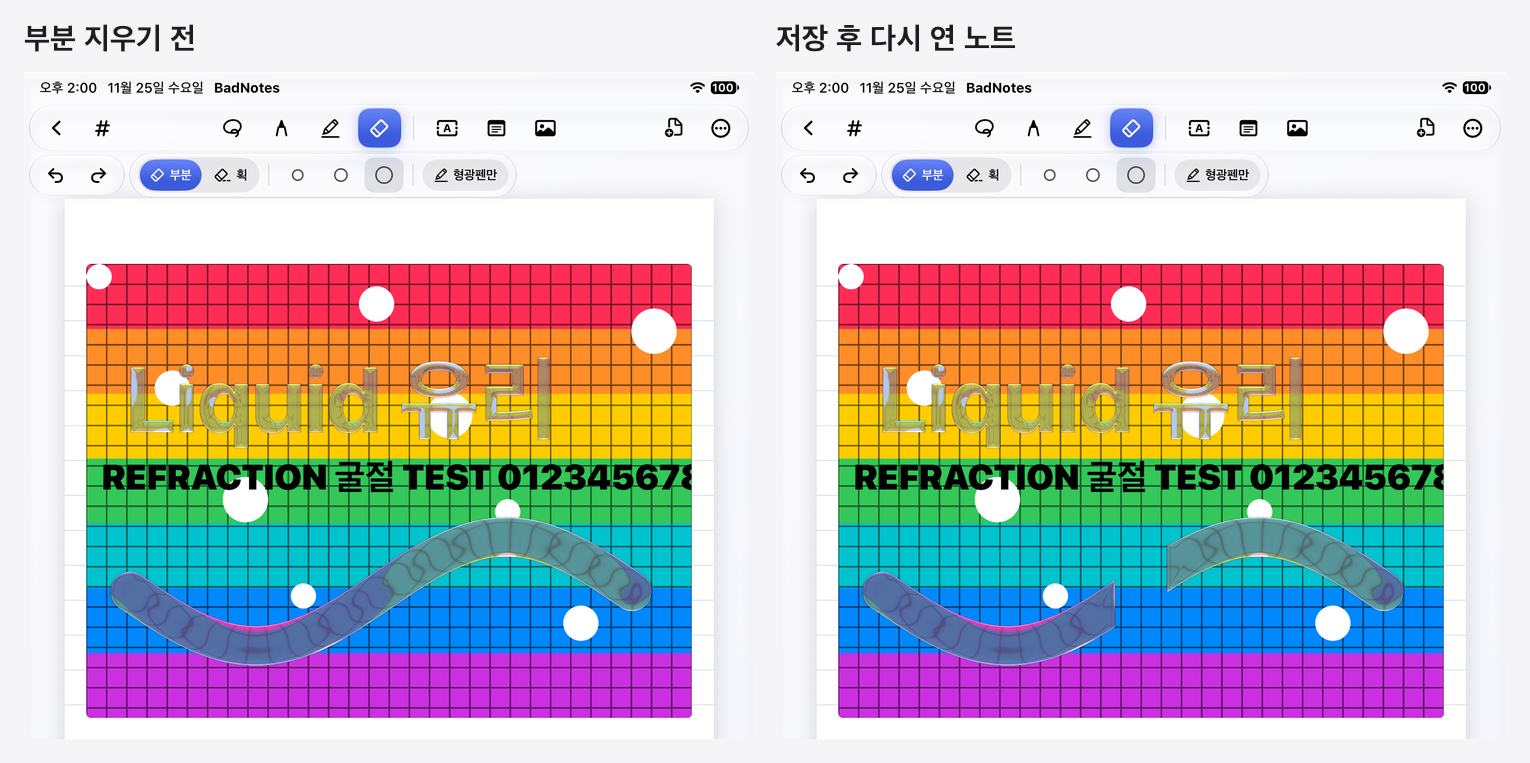 부분 지우기 전
오후 2:00 11월 25일 수요일 BadNotes
100
#
A
부분 획 형광펜만
Liquid 유리
REFRACTION 굴절 TEST 012345678
저장 후 다시 연 노트
오후 2:00 11월 25일 수요일 BadNotes
100
#
A
부분 획 형광펜만
Liquid 유리
REFRACTION 굴절 TEST 012345678